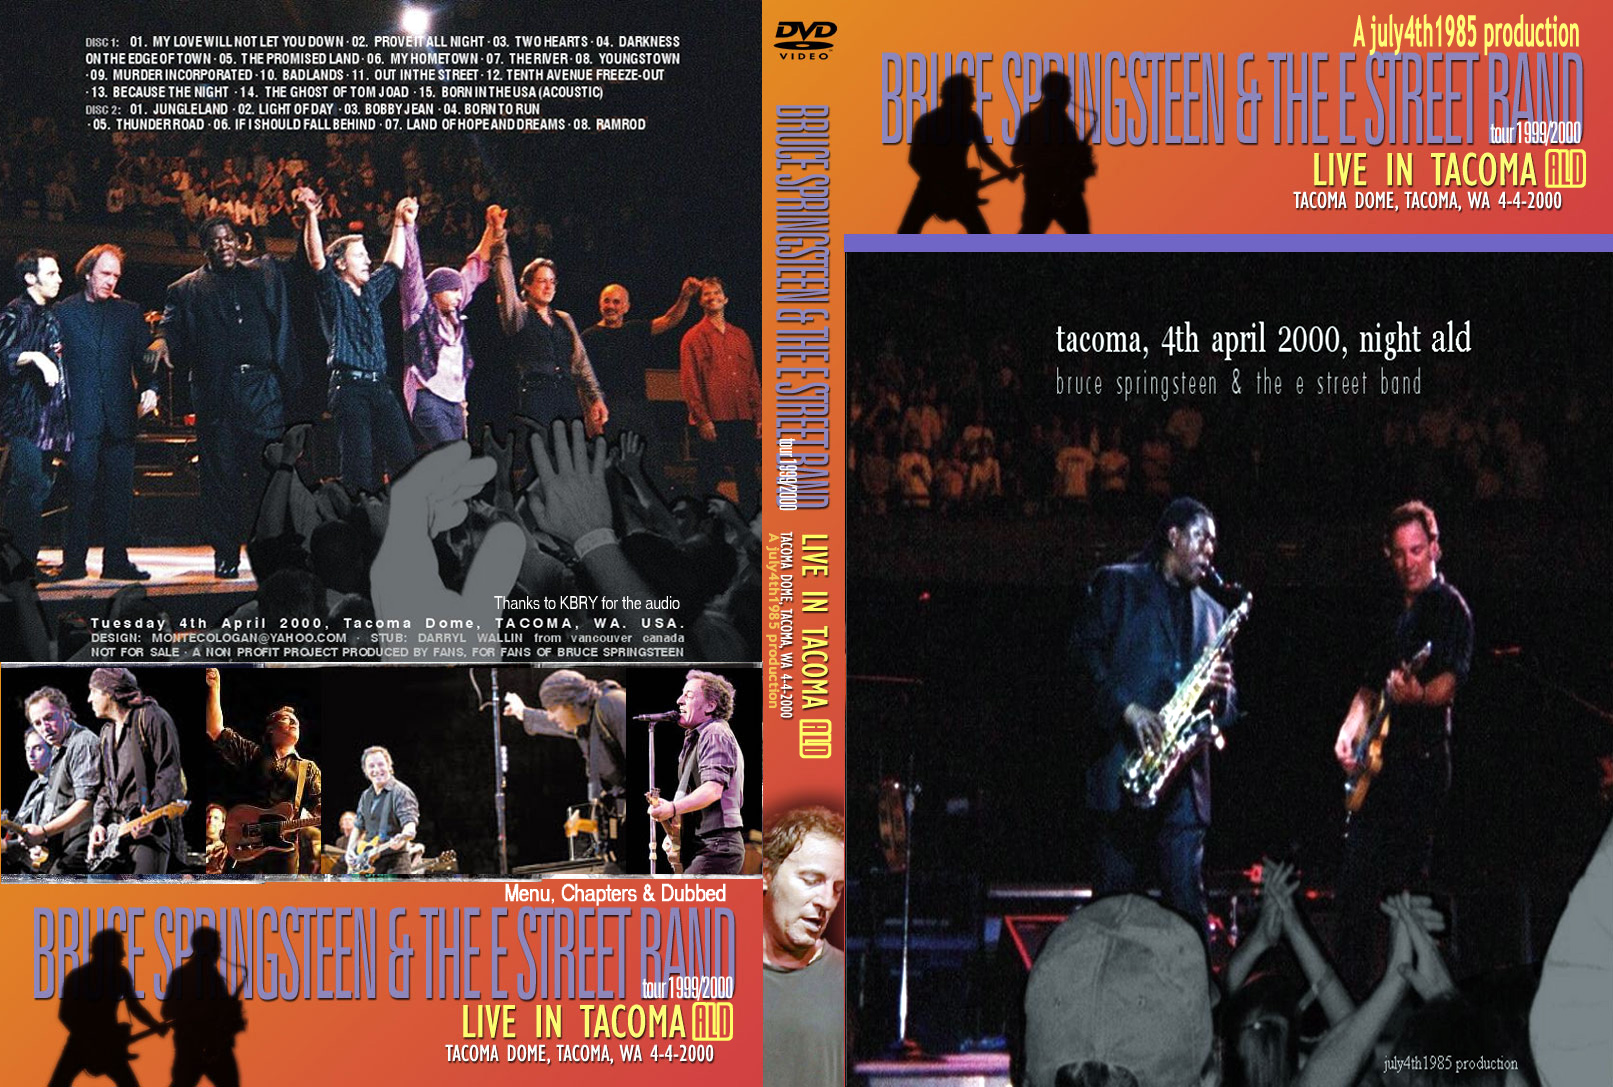 DISC 1: 01. MY LOVE WILL NOT LET YOU DOWN · 02. PROVE IT ALL NIGHT · 03. TWO HEARTS · 04. DARKNESS
ON THE EDGE OF TOWN · 05. THE PROMISED LAND · 06. MY HOMETOWN · 07. THE RIVER · 08. YOUNGSTOWN
· 09. MURDER INCORPORATED · 10. BADLANDS · 11. OUT IN THE STREET · 12. TENTH AVENUE FREEZE-OUT
· 13. BECAUSE THE NIGHT · 14. THE GHOST OF TOM JOAD · 15. BORN IN THE USA (ACOUSTIC)
DISC 2: 01. JUNGLELAND · 02. LIGHT OF DAY · 03. BOBBY JEAN · 04. BORN TO RUN
· 05. THUNDER ROAD · 06. IF I SHOULD FALL BEHIND · 07. LAND OF HOPE AND DREAMS · 08. RAMROD
Thanks to KBRY for the audio
Tuesday 4th April 2000, Tacoma Dome, TACOMA, WA. USA.
DESIGN: MONTECOLOGAN@YAHOO.COM · STUB: DARRYL WALLIN from vancouver canada
NOT FOR SALE · A NON PROFIT PROJECT PRODUCED BY FANS, FOR FANS OF BRUCE SPRINGSTEEN
Menu, Chapters & Dubbed
BRUCE SPRINGSTEEN & THE E STREET BAND
tour 1999/2000
LIVE IN TACOMA ALD
TACOMA DOME, TACOMA, WA 4-4-2000
DVD
VIDEO
BRUCE SPRINGSTEEN & THE E STREET BAND
tour 1999/2000
LIVE IN TACOMA ALD
TACOMA DOME, TACOMA, WA 4-4-2000
A july4th1985 production
A july4th1985 production
BRUCE SPRINGSTEEN & THE E STREET BAND
tour 1999/2000
LIVE IN TACOMA ALD
TACOMA DOME, TACOMA, WA 4-4-2000
tacoma, 4th april 2000, night ald
bruce springsteen & the e street band
july4th1985 production